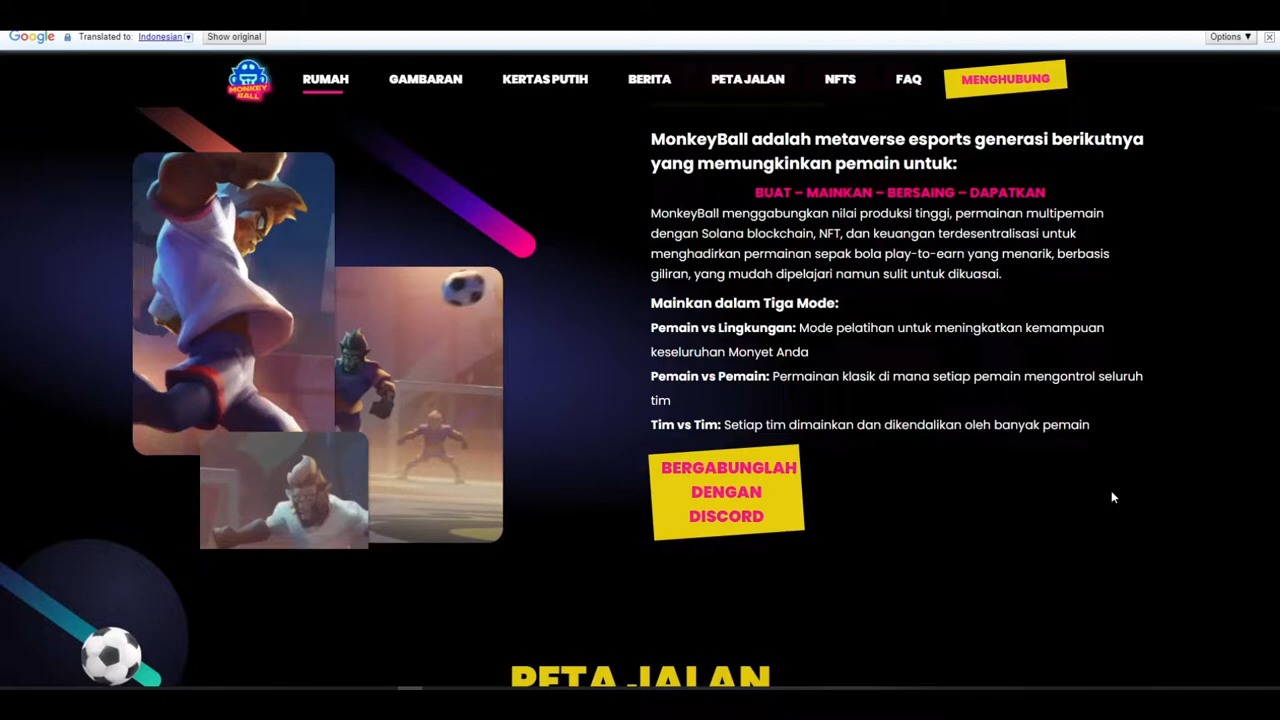 Google Translated to: Indonesian Show original Options
MONKEY
BALL
RUMAH GAMBARAN KERTAS PUTIH BERITA PETA JALAN NFTS FAQ MENGHUBUNG
MonkeyBall adalah metaverse esports generasi berikutnya
yang memungkinkan pemain untuk:
BUAT – MAINKAN – BERSAING – DAPATKAN
MonkeyBall menggabungkan nilai produksi tinggi, permainan multipemain
dengan Solana blockchain, NFT, dan keuangan terdesentralisasi untuk
menghadirkan permainan sepak bola play-to-earn yang menarik, berbasis
giliran, yang mudah dipelajari namun sulit untuk dikuasai.
Mainkan dalam Tiga Mode:
Pemain vs Lingkungan: Mode pelatihan untuk meningkatkan kemampuan
keseluruhan Monyet Anda
Pemain vs Pemain: Permainan klasik di mana setiap pemain mengontrol seluruh
tim
Tim vs Tim: Setiap tim dimainkan dan dikendalikan oleh banyak pemain
BERGABUNGLAH
DENGAN
DISCORD
PETA JALAN